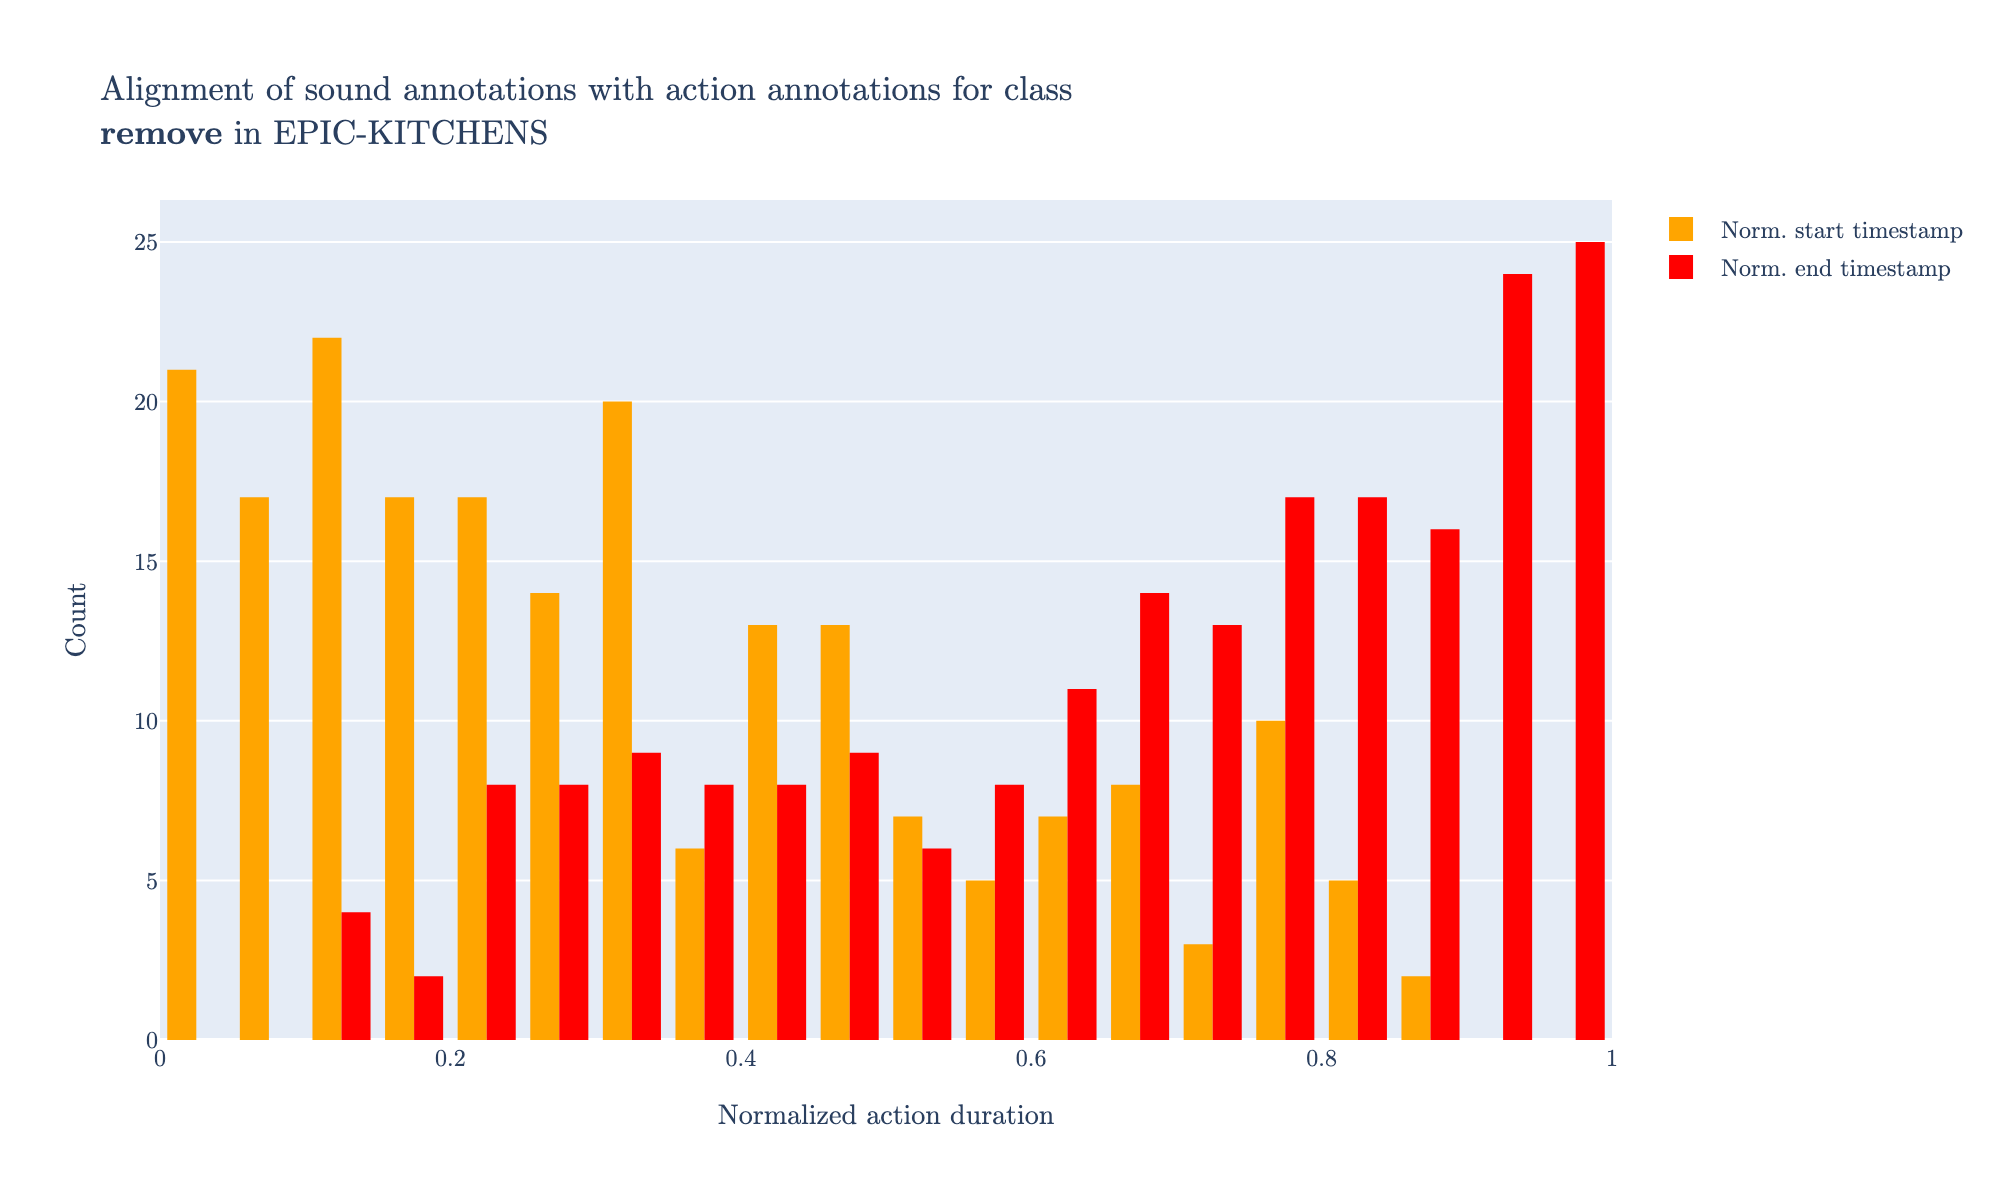 Alignment of sound annotations with action annotations for class
remove in EPIC-KITCHENS
Norm. start timestamp
Norm. end timestamp
25
20
15
10
5
0
Count
0 0.2 0.4 0.6 0.8 1
Normalized action duration